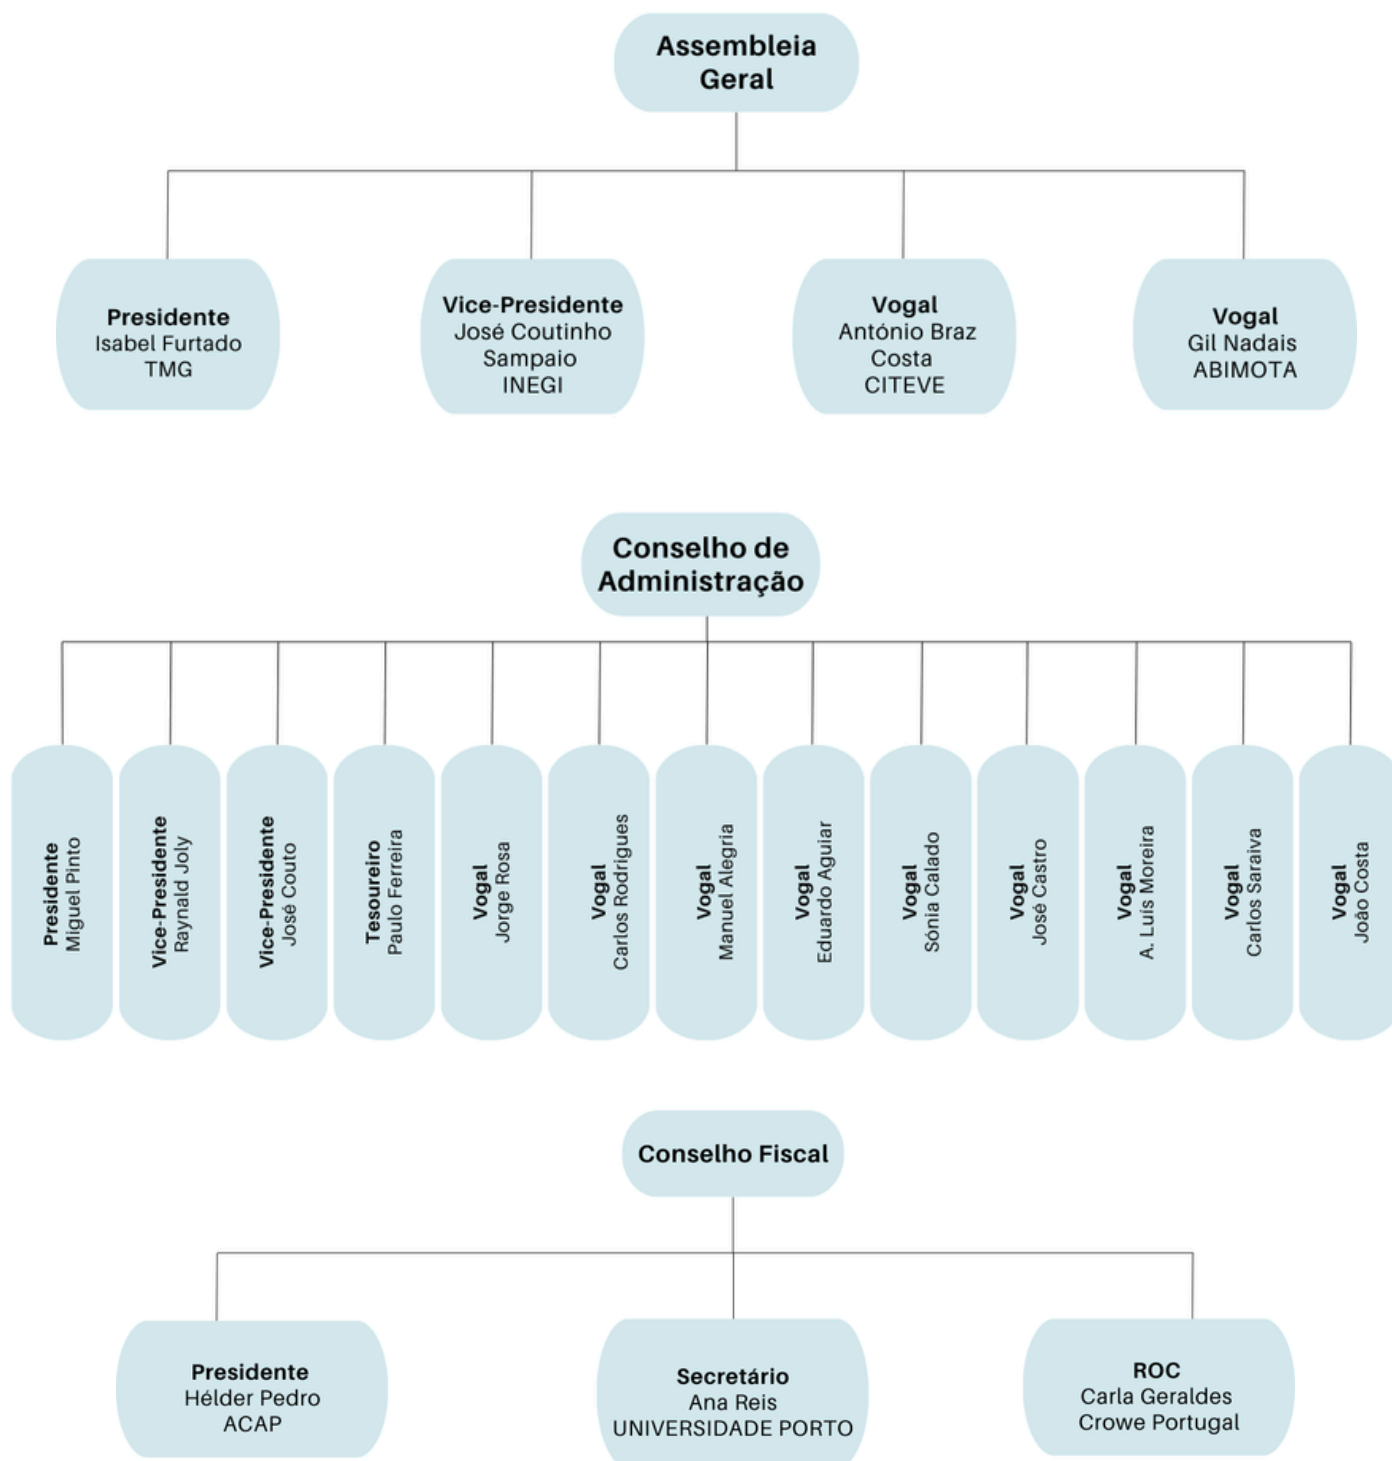 Assembleia
Geral
Presidente
Isabel Furtado
TMG
Vice-Presidente
José Coutinho
Sampaio
INEGI
Vogal
António Braz
Costa
CITEVE
Vogal
Gil Nadais
ABIMOTA
Conselho de
Administração
Presidente
Miguel Pinto
Vice-Presidente
Raynald Joly
Vice-Presidente
José Couto
Tesoureiro
Paulo Ferreira
Vogal
Jorge Rosa
Vogal
Carlos Rodrigues
Vogal
Manuel Alegria
Vogal
Eduardo Aguiar
Vogal
Sónia Calado
Vogal
José Castro
Vogal
A. Luís Moreira
Vogal
Carlos Saraiva
Vogal
João Costa
Conselho Fiscal
Presidente
Hélder Pedro
ACAP
Secretário
Ana Reis
UNIVERSIDADE PORTO
ROC
Carla Geraldes
Crowe Portugal